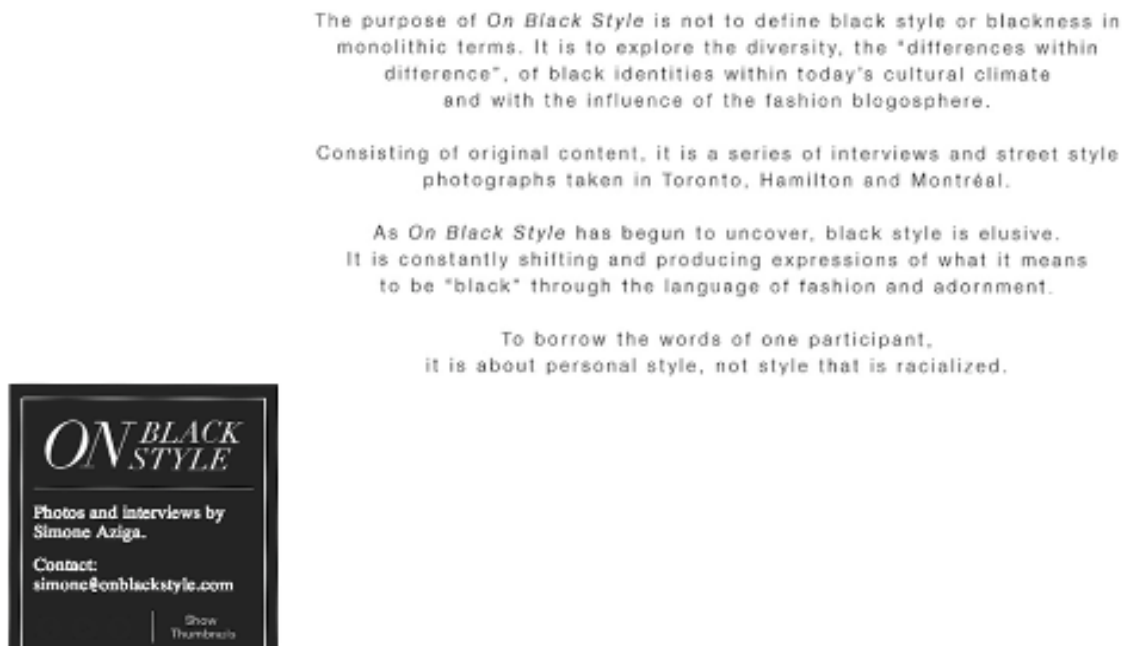 The purpose of On Black Style is not to define black style or blackness in
monolithic terms. It is to explore the diversity, the "differences within
difference", of black identities within today's cultural climate
and with the influence of the fashion blogosphere.
Consisting of original content, it is a series of interviews and street style
photographs taken in Toronto, Hamilton and Montréal.
As On Black Style has begun to uncover, black style is elusive.
It is constantly shifting and producing expressions of what it means
to be "black" through the language of fashion and adornment.
To borrow the words of one participant,
it is about personal style, not style that is racialized.
ON BLACK
STYLE
Photos and interviews by
Simone Aziga.
Contact:
simone@onblackstyle.com
Show
Thumbnails